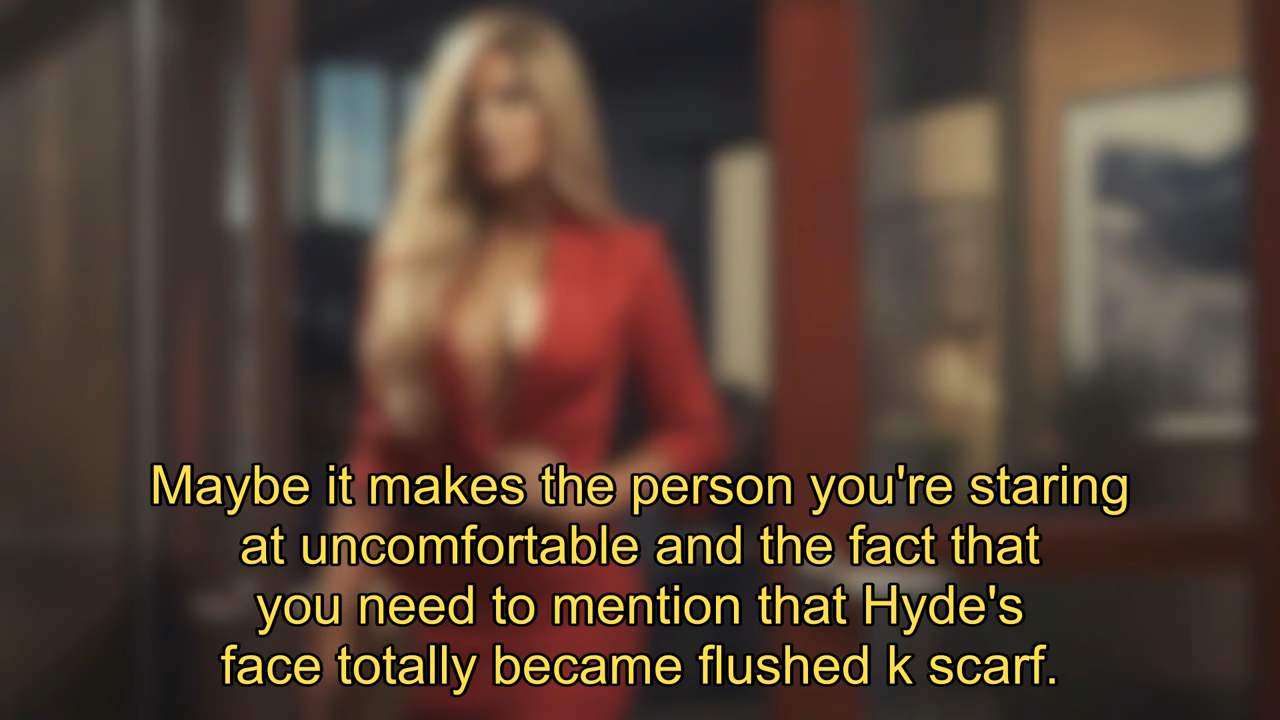 Maybe it makes the person you're staring
at uncomfortable and the fact that
you need to mention that Hyde's
face totally became flushed k scarf.